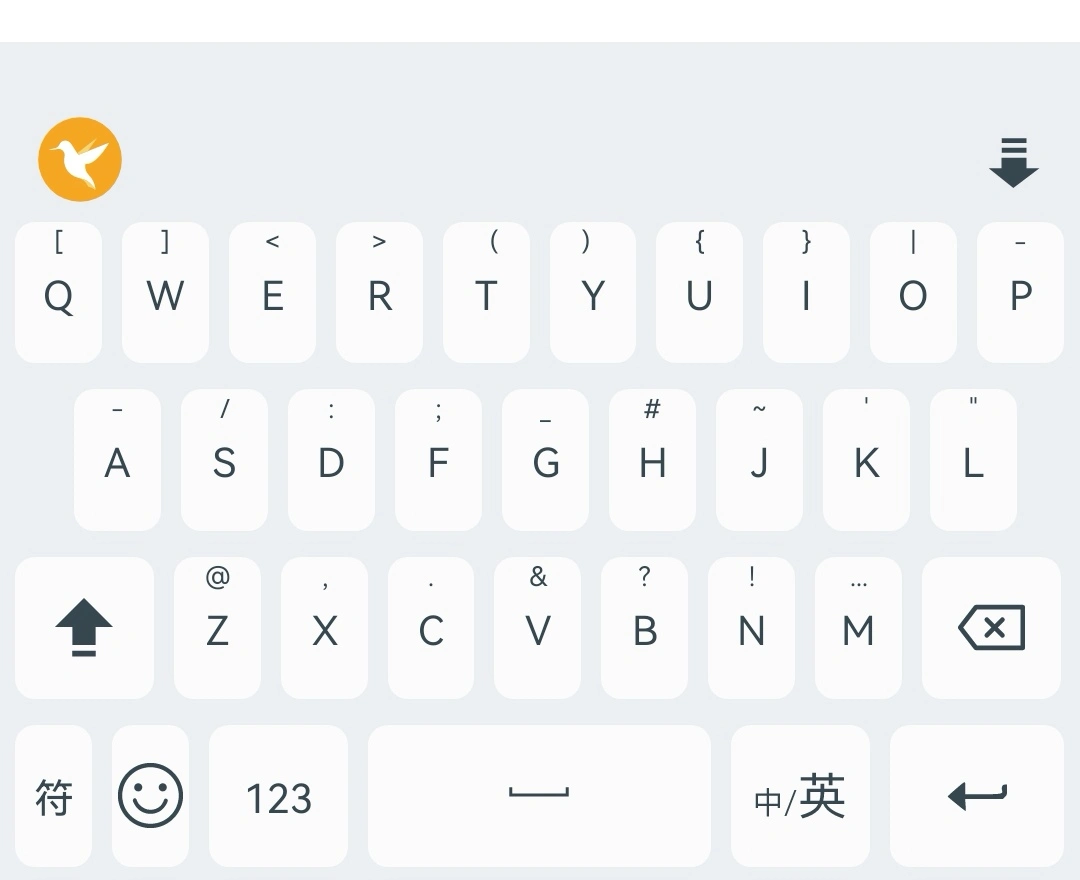 [ ] < > ( ) { } | -
Q W E R T Y U I O P
- / : ; _ # ~ ' "
A S D F G H J K L
@ , . & ? ! ...
Z X C V B N M
符 123 中/英